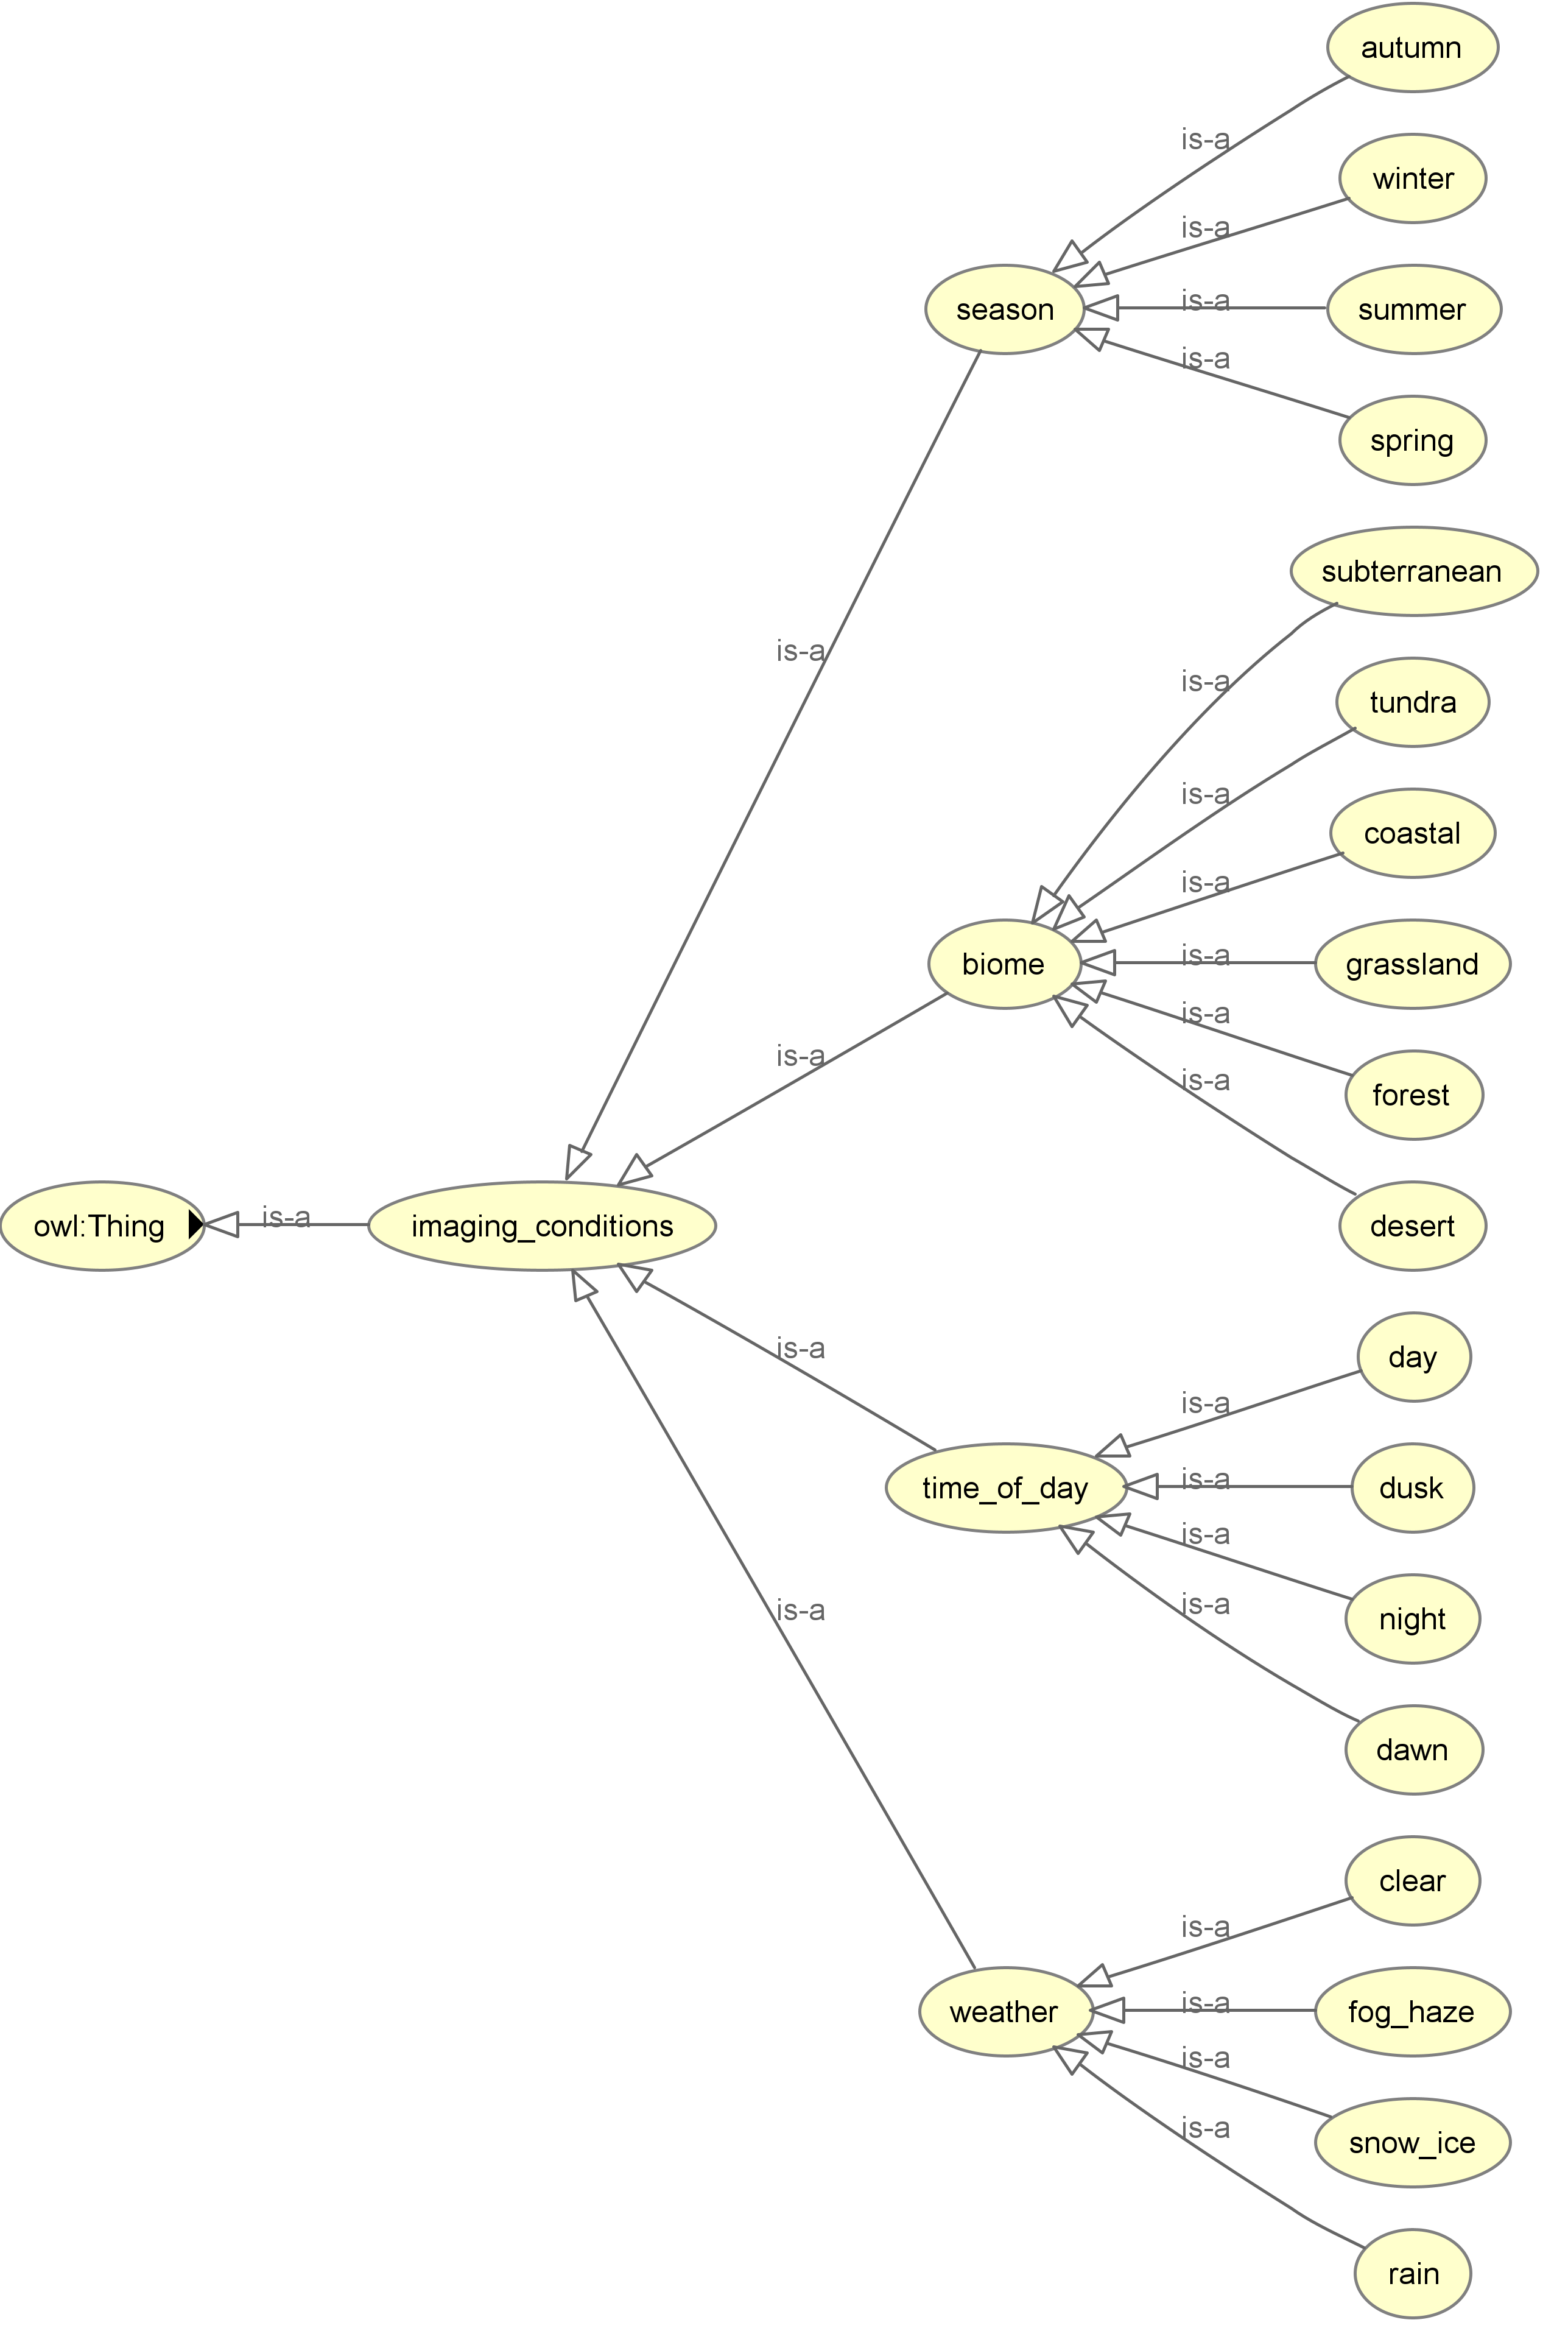 autumn
is-a
winter
is-a
summer
is-a
season
is-a
spring
subterranean
is-a
is-a
tundra
is-a
coastal
is-a
grassland
is-a
biome
is-a
forest
is-a
is-a
desert
owl:Thing
is-a
imaging_conditions
is-a
day
is-a
dusk
is-a
time_of_day
is-a
night
is-a
is-a
dawn
clear
is-a
fog_haze
is-a
weather
is-a
snow_ice
is-a
rain